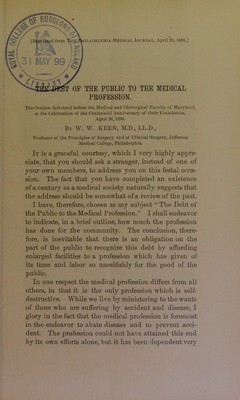 ROYAL COLLEGE OF SURGEONS OF ENGLAND
31 MAY 99
LIBRARY
[Reprinted from THE PHILADELPHIA MEDICAL JOURNAL, April 29, 1899.]
THE DEBT OF THE PUBLIC TO THE MEDICAL
PROFESSION.
The Oration delivered before the Medical and Chirurgical Faculty of Maryland,
at the Celebration of the Centennial Anniversary of their Foundation,
April 26, 1899.
BY W. W. KEEN, M.D., LL.D.,
Professor of the Principles of Surgery and of Clinical Surgery, Jefferson
Medical College, Philadelphia.
IT is a graceful courtesy, which I very highly appre-
ciate, that you should ask a stranger, instead of one of
your own members, to address you on this festal occa-
sion. The fact that you have completed an existence
of a century as a medical society naturally suggests that
the address should be somewhat of a review of the past.
I have, therefore, chosen as my subject " The Debt of
the Public to the Medical Profession." I shall endeavor
to indicate, in a brief outline, how much the profession
has done for the community. The conclusion, there-
fore, is inevitable that there is an obligation on the
part of the public to recognize this debt by affording
enlarged facilities to a profession which has given of
its time and labor so unselfishly for the good of the
public.
In one respect the medical profession differs from all
others, in that it is the only profession which is self-
destructive. While we live by ministering to the wants
of those who are suffering by accident and disease, I
glory in the fact that the medical profession is foremost
in the endeavor to abate disease and to prevent acci-
dent. The profession could not have attained this end
by its own efforts alone, but it has been dependent very